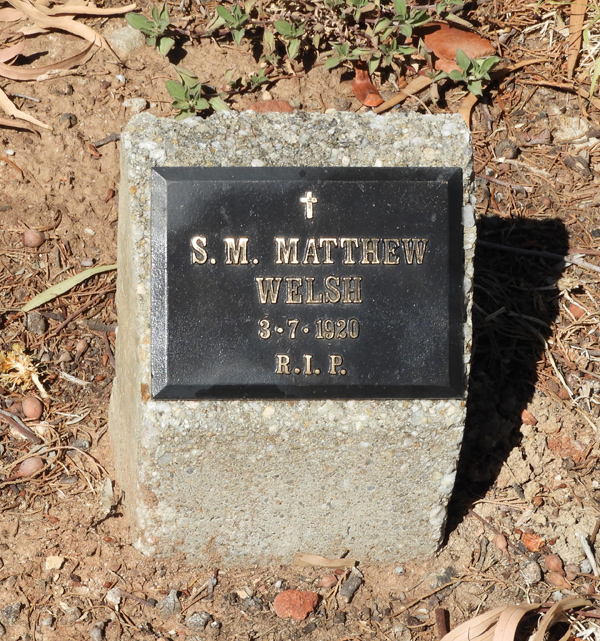 S.M. MATTHEW
WELSH
3·7·1920
R.I.P.